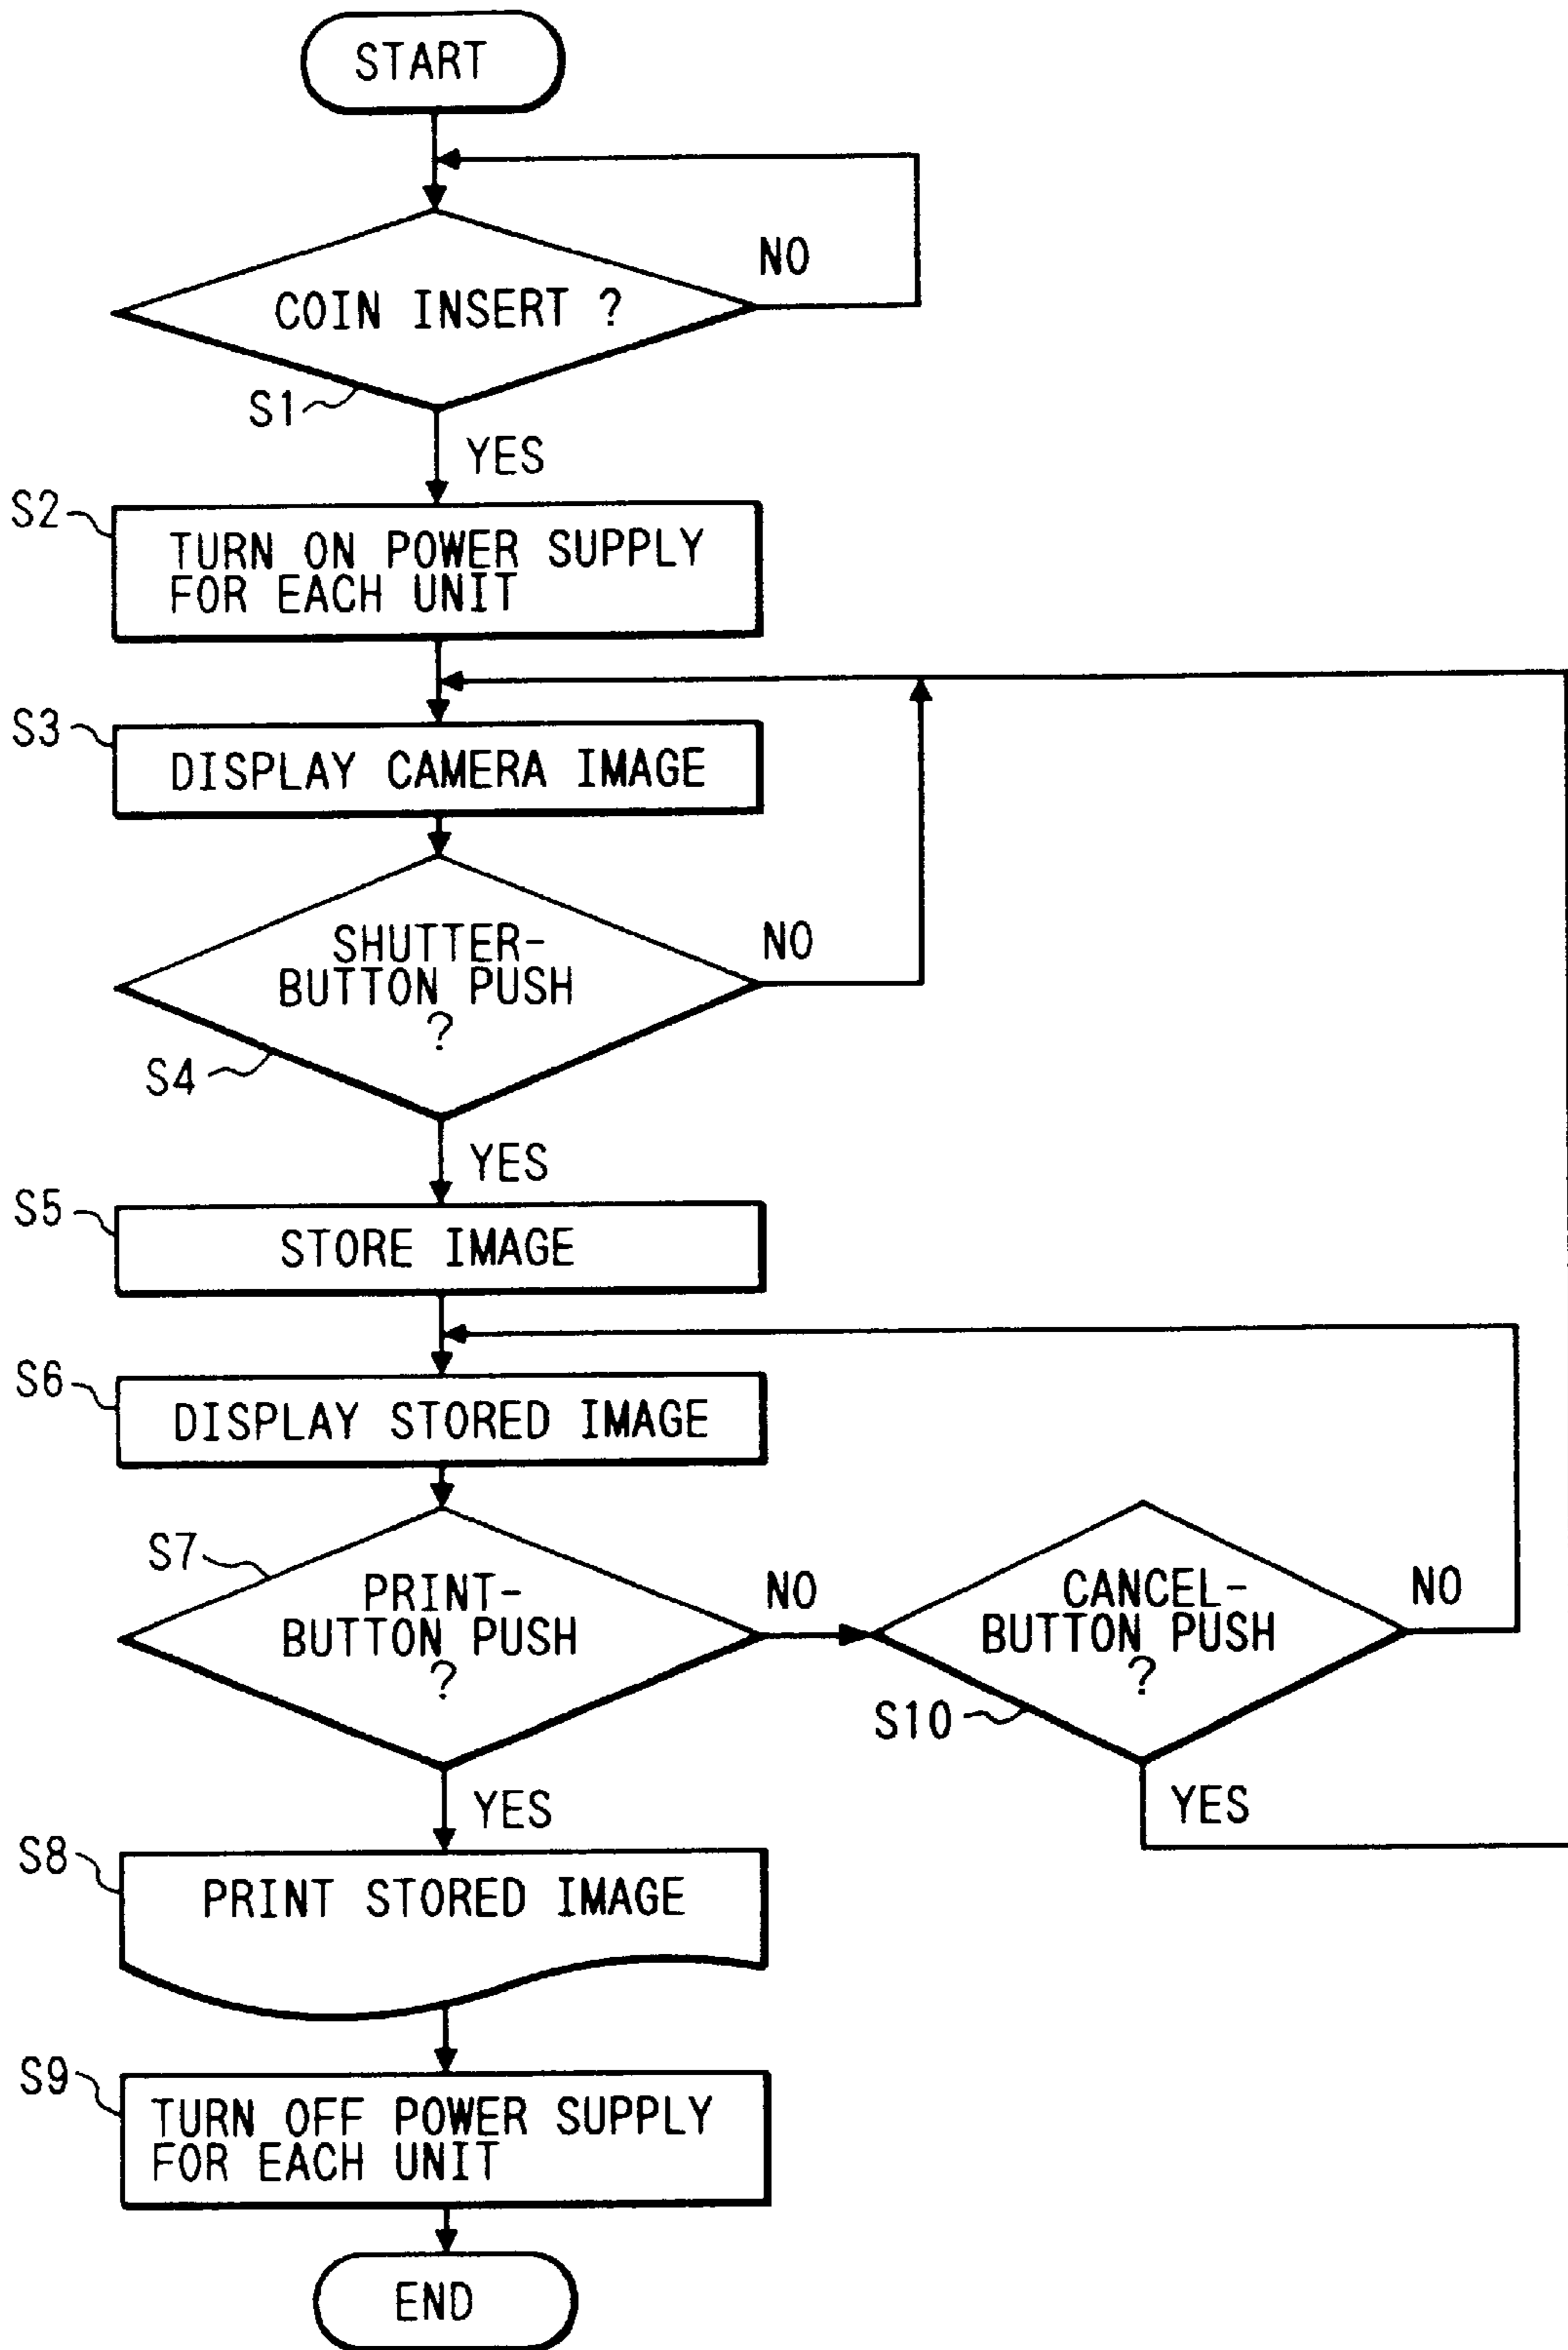 START
NO
COIN INSERT ?
S1
YES
S2
TURN ON POWER SUPPLY
FOR EACH UNIT
S3
DISPLAY CAMERA IMAGE
SHUTTER-
BUTTON PUSH
?
NO
S4
YES
S5
STORE IMAGE
S6
DISPLAY STORED IMAGE
S7
PRINT-
BUTTON PUSH
?
NO
CANCEL-
BUTTON PUSH
?
NO
S10
YES
YES
S8
PRINT STORED IMAGE
S9
TURN OFF POWER SUPPLY
FOR EACH UNIT
END